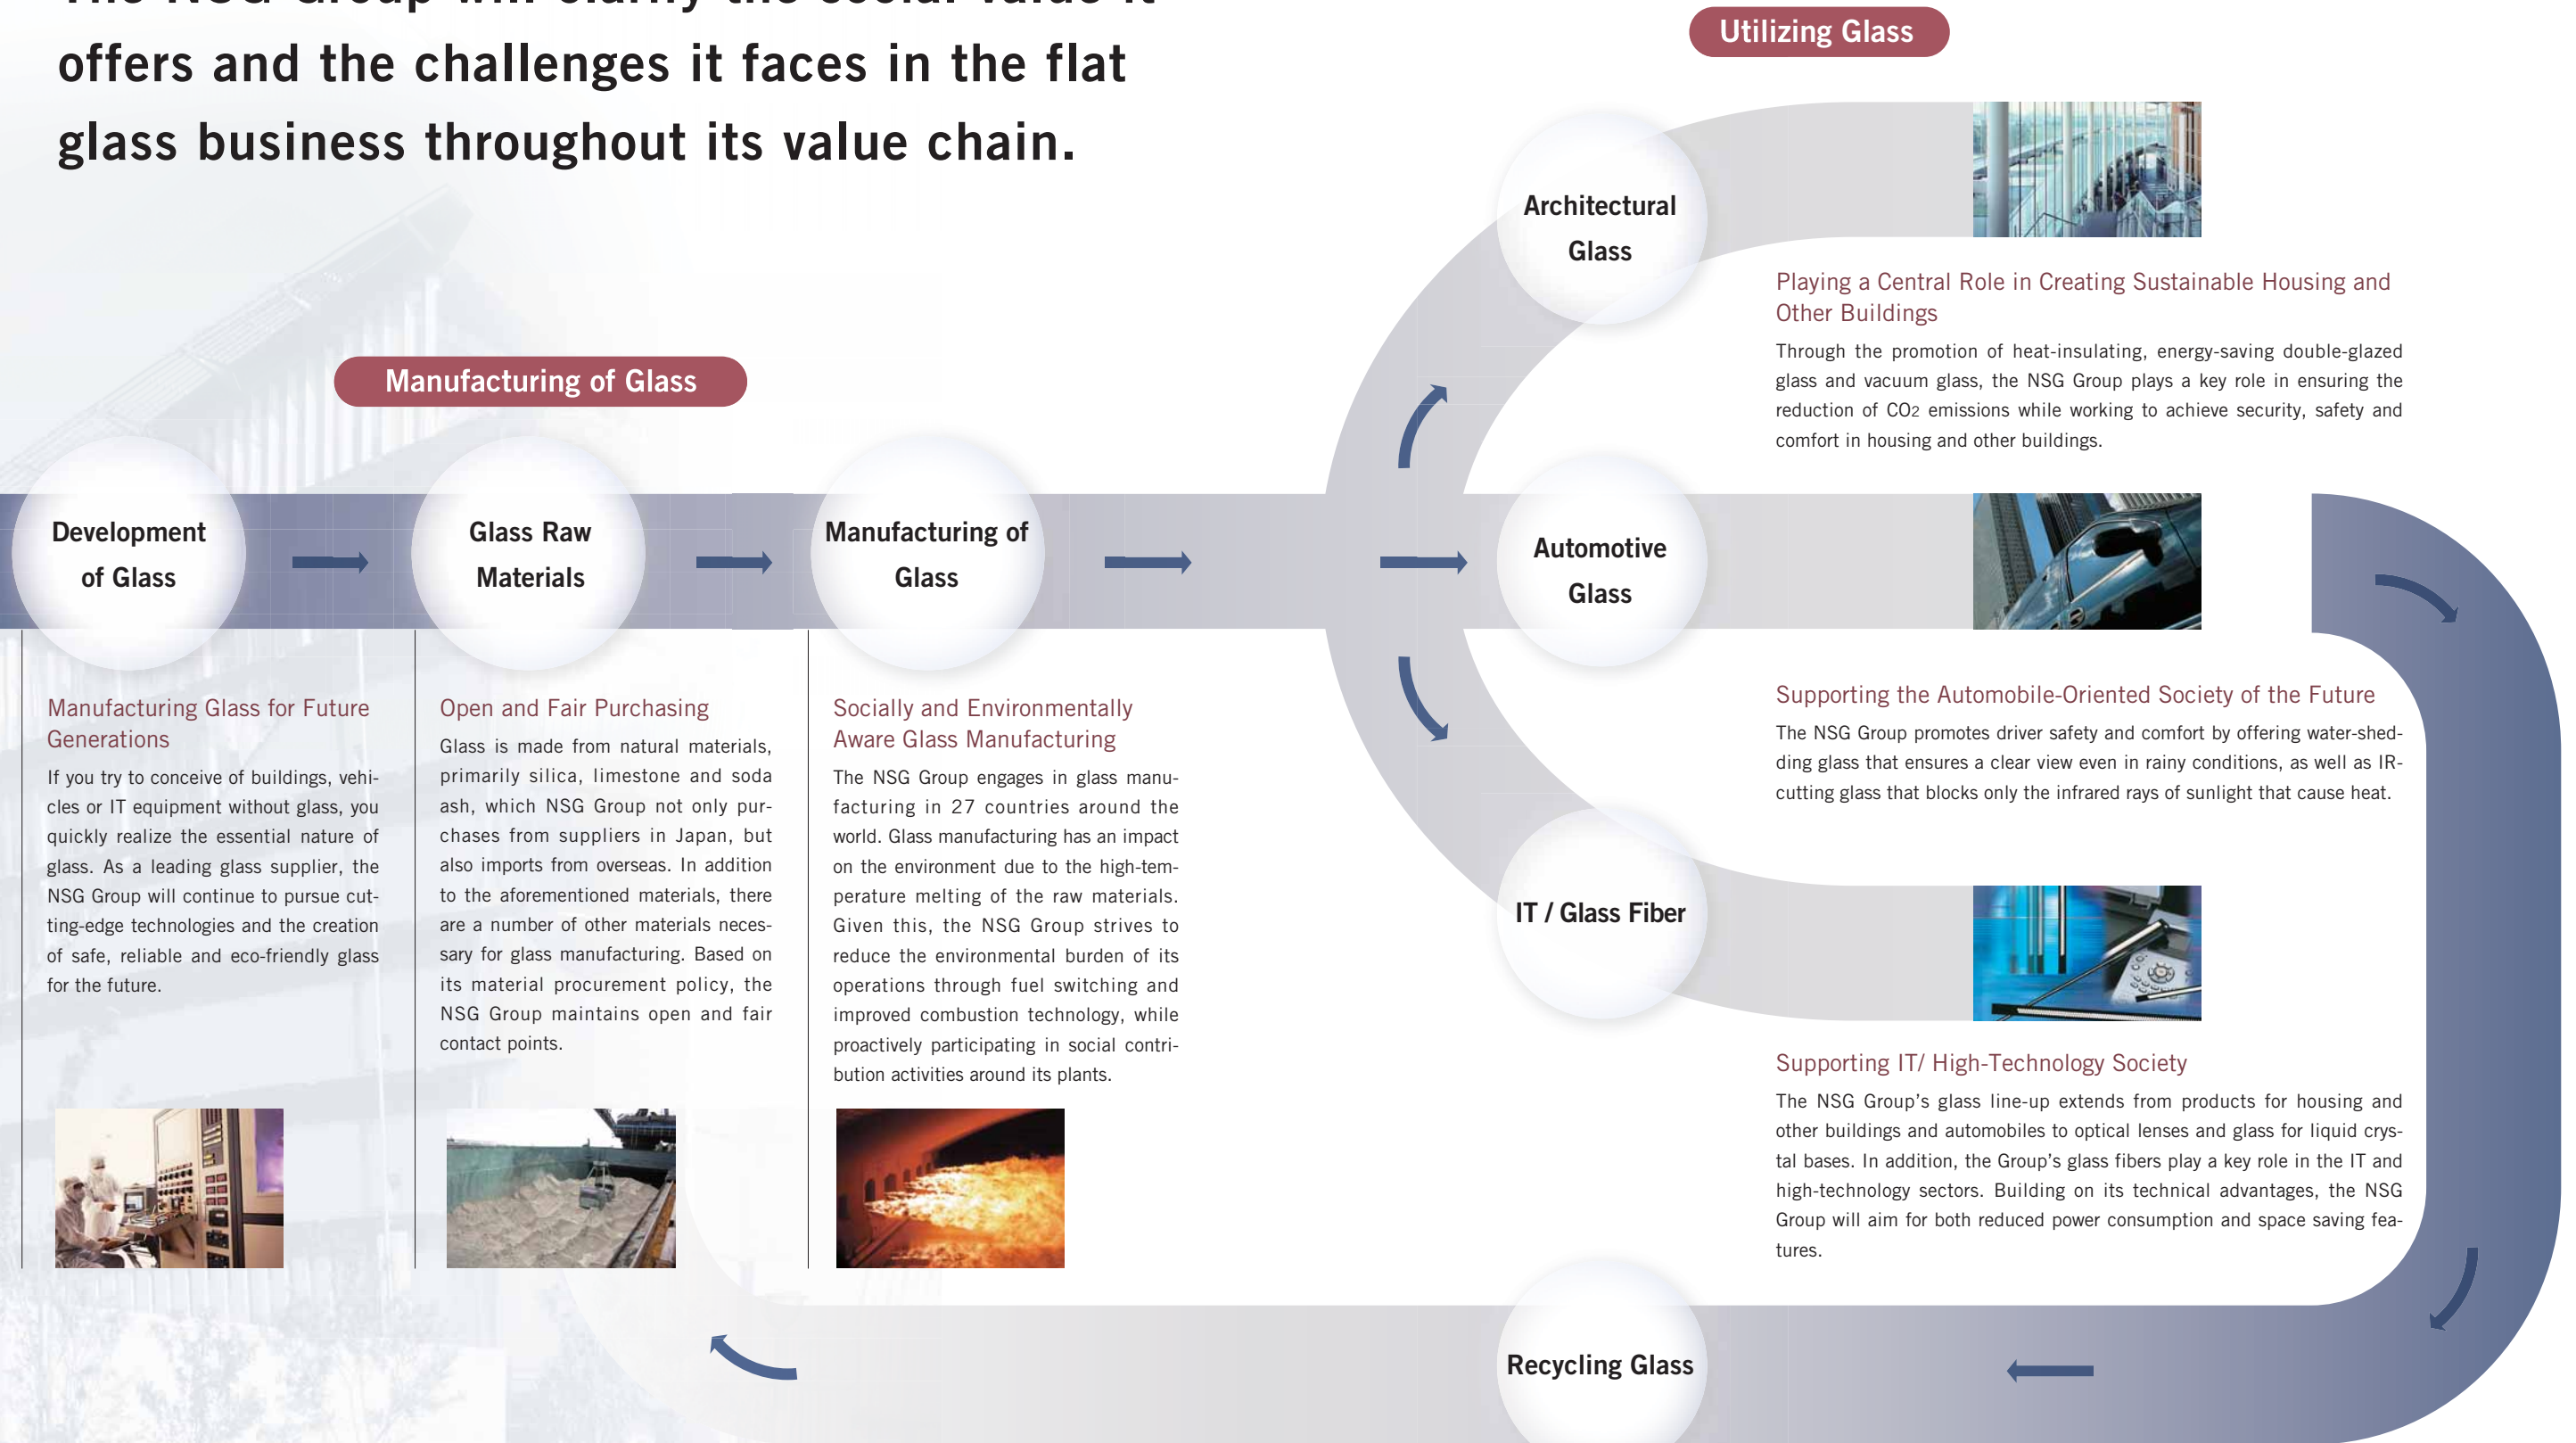 The NSG Group will clarify the social value it
offers and the challenges it faces in the flat
glass business throughout its value chain.
Manufacturing of Glass
Development
of Glass
Glass Raw
Materials
Manufacturing of
Glass
Manufacturing Glass for Future
Generations
If you try to conceive of buildings, vehi-
cles or IT equipment without glass, you
quickly realize the essential nature of
glass. As a leading glass supplier, the
NSG Group will continue to pursue cut-
ting-edge technologies and the creation
of safe, reliable and eco-friendly glass
for the future.
Open and Fair Purchasing
Glass is made from natural materials,
primarily silica, limestone and soda
ash, which NSG Group not only pur-
chases from suppliers in Japan, but
also imports from overseas. In addition
to the aforementioned materials, there
are a number of other materials neces-
sary for glass manufacturing. Based on
its material procurement policy, the
NSG Group maintains open and fair
contact points.
Socially and Environmentally
Aware Glass Manufacturing
The NSG Group engages in glass manu-
facturing in 27 countries around the
world. Glass manufacturing has an impact
on the environment due to the high-tem-
perature melting of the raw materials.
Given this, the NSG Group strives to
reduce the environmental burden of its
operations through fuel switching and
improved combustion technology, while
proactively participating in social contri-
bution activities around its plants.
Utilizing Glass
Architectural
Glass
Playing a Central Role in Creating Sustainable Housing and
Other Buildings
Through the promotion of heat-insulating, energy-saving double-glazed
glass and vacuum glass, the NSG Group plays a key role in ensuring the
reduction of CO2 emissions while working to achieve security, safety and
comfort in housing and other buildings.
Automotive
Glass
Supporting the Automobile-Oriented Society of the Future
The NSG Group promotes driver safety and comfort by offering water-shed-
ding glass that ensures a clear view even in rainy conditions, as well as IR-
cutting glass that blocks only the infrared rays of sunlight that cause heat.
IT / Glass Fiber
Supporting IT/ High-Technology Society
The NSG Group’s glass line-up extends from products for housing and
other buildings and automobiles to optical lenses and glass for liquid crys-
tal bases. In addition, the Group’s glass fibers play a key role in the IT and
high-technology sectors. Building on its technical advantages, the NSG
Group will aim for both reduced power consumption and space saving fea-
tures.
Recycling Glass